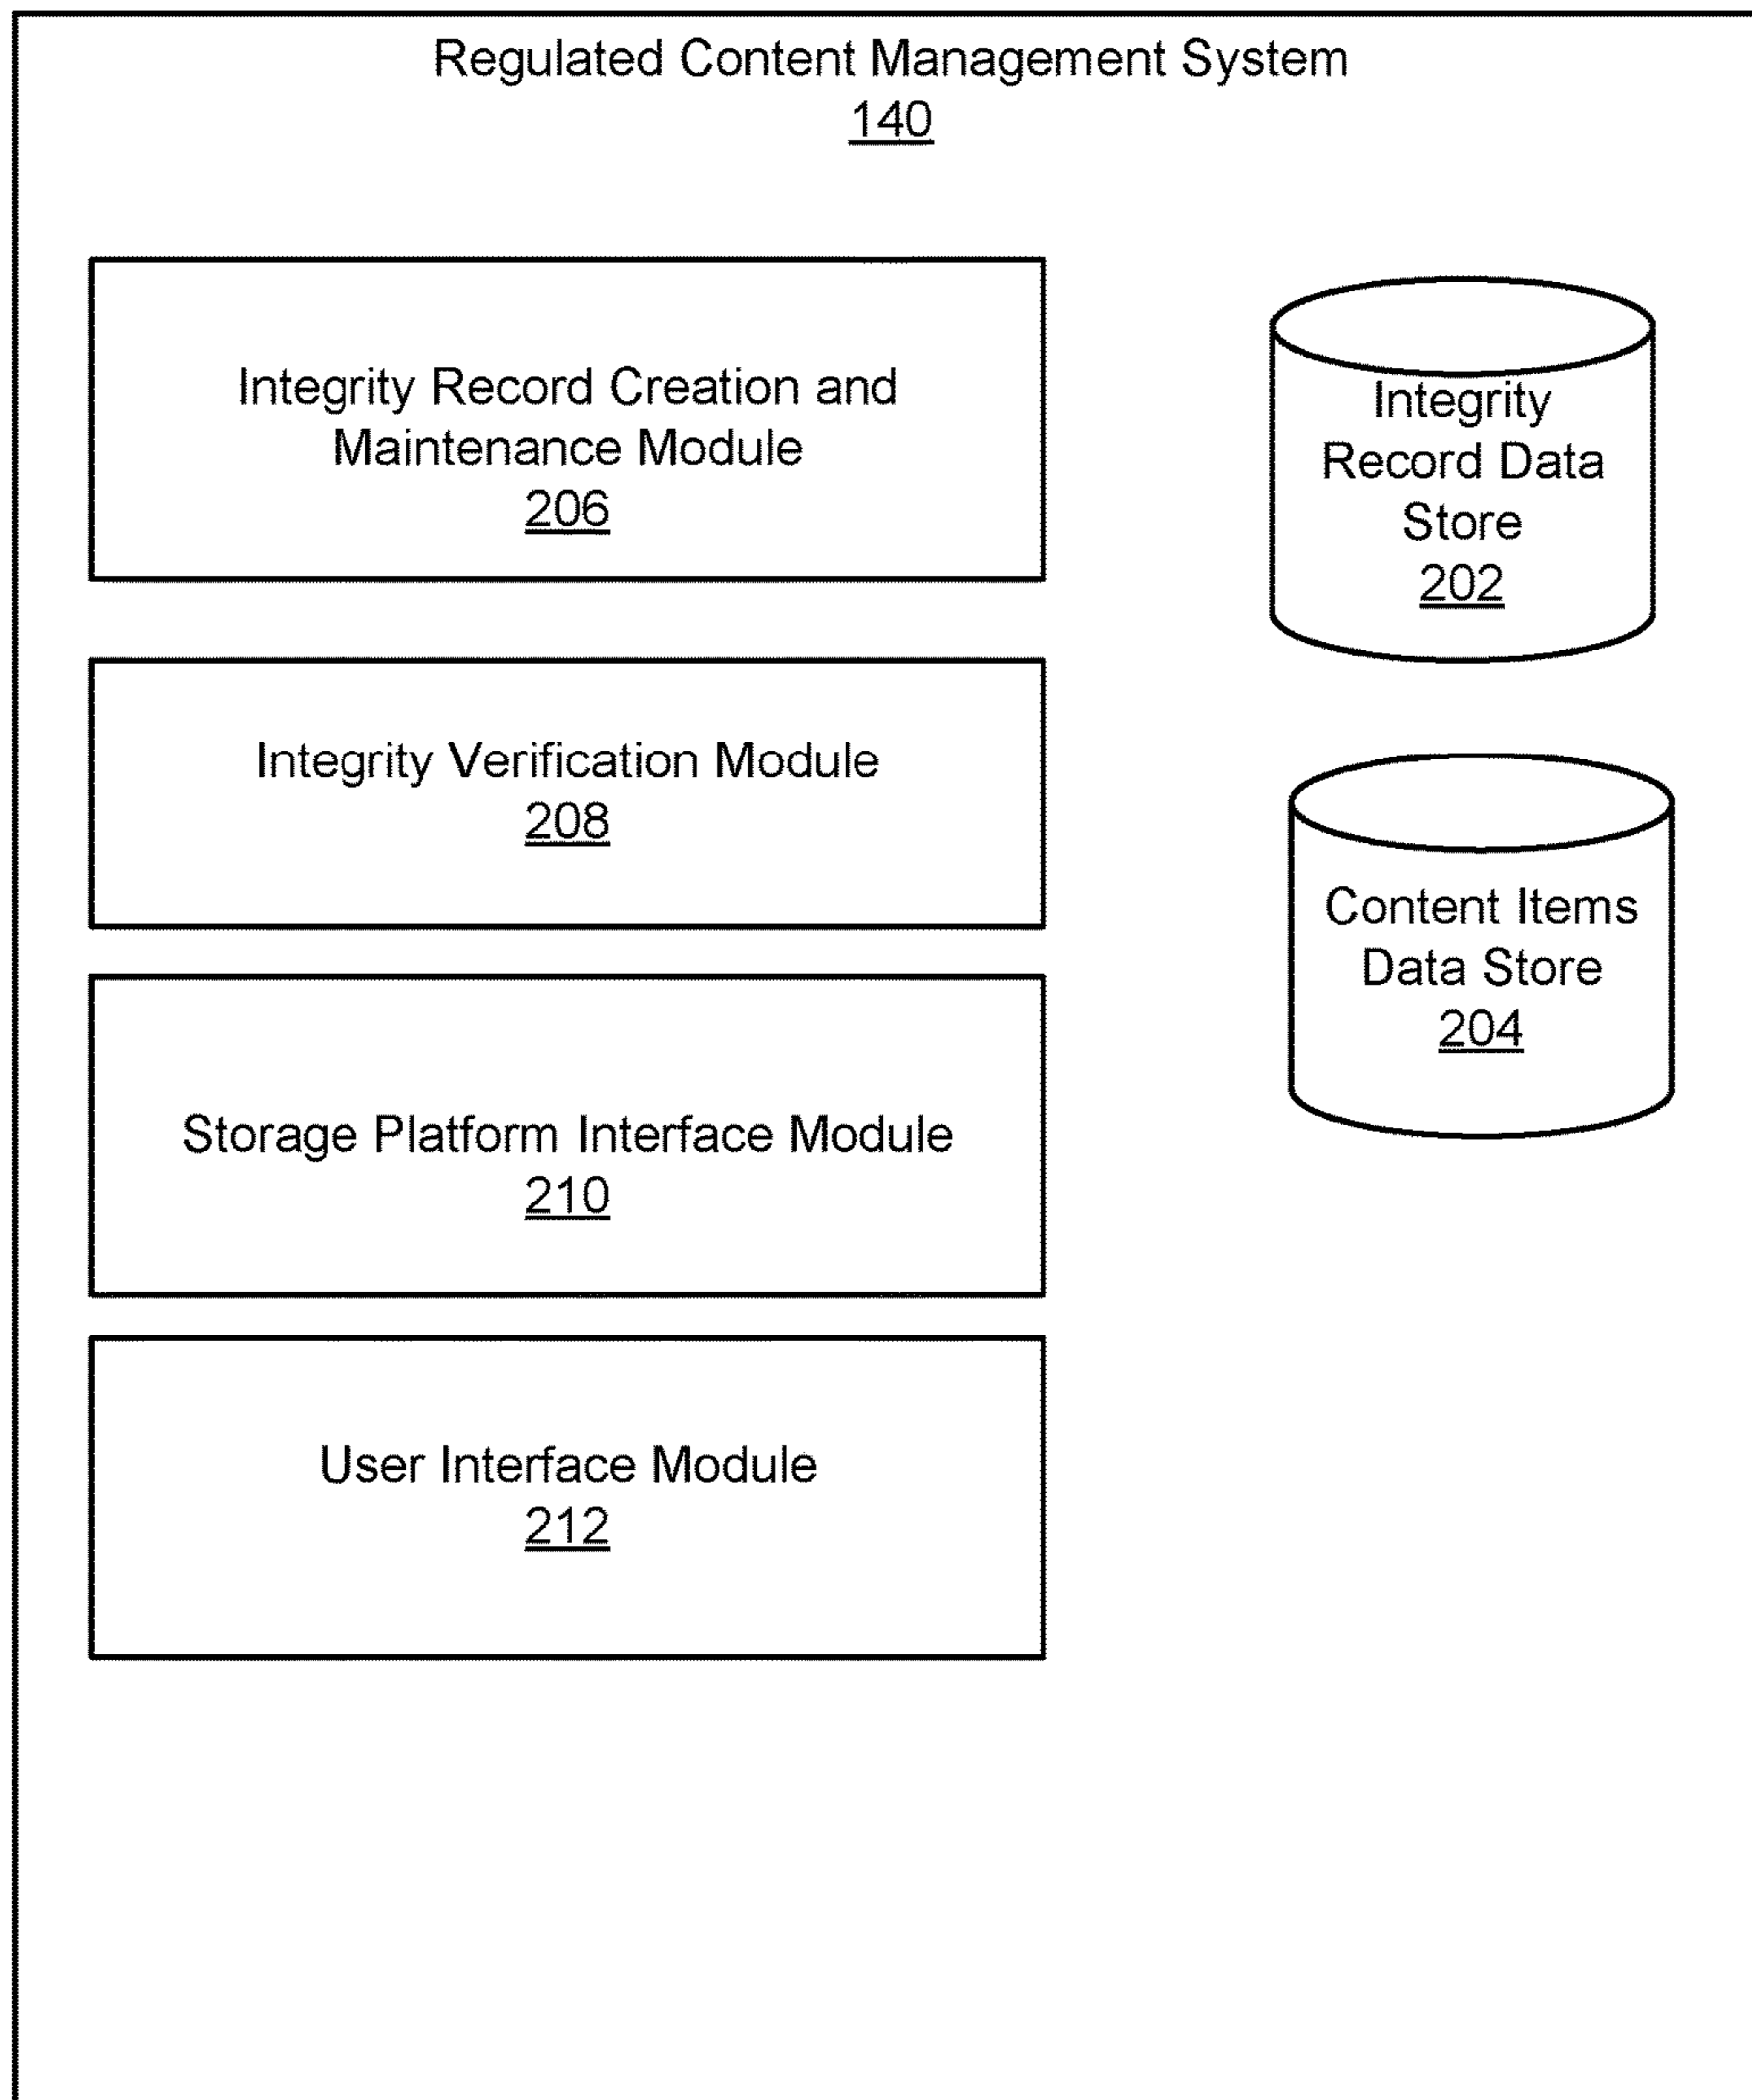 Regulated Content Management System
140
Integrity Record Creation and
Maintenance Module
206
Integrity Verification Module
208
Storage Platform Interface Module
210
User Interface Module
212
Integrity
Record Data
Store
202
Content Items
Data Store
204